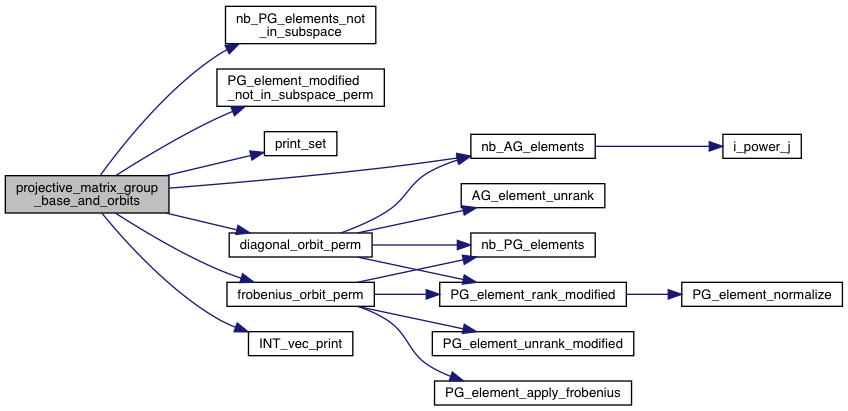 nb_PG_elements_not
_in_subspace
PG_element_modified
_not_in_subspace_perm
print_set
nb_AG_elements
i_power_j
projective_matrix_group
_base_and_orbits
AG_element_unrank
diagonal_orbit_perm
nb_PG_elements
frobenius_orbit_perm
PG_element_rank_modified
PG_element_normalize
INT_vec_print
PG_element_unrank_modified
PG_element_apply_frobenius